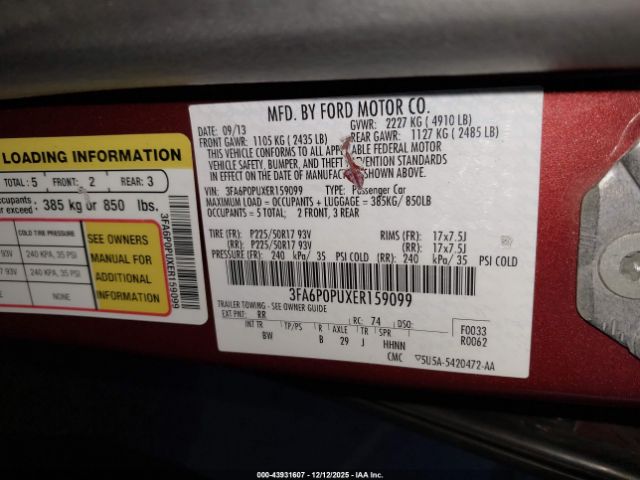 LOADING INFORMATION
TOTAL: 5 FRONT: 2 REAR: 3
385 kg or 850 lbs.
COLD TIRE PRESSURE
93V 240 KPA, 35 PSI
17 93V 240 KPA, 35 PSI
NONE
SEE OWNERS
MANUAL FOR
ADDITIONAL
INFORMATION
3FA6P0PUXER159099
MFD. BY FORD MOTOR CO.
DATE: 09/13 GVWR: 2227 KG ( 4910 LB)
FRONT GAWR: 1105 KG ( 2435 LB) REAR GAWR: 1127 KG ( 2485 LB)
THIS VEHICLE CONFORMS TO ALL APPLICABLE FEDERAL MOTOR
VEHICLE SAFETY, BUMPER, AND THEFT PREVENTION STANDARDS
IN EFFECT ON THE DATE OF MANUFACTURE SHOWN ABOVE.
VIN: 3FA6P0PUXER159099 TYPE: Passenger Car
MAXIMUM LOAD = OCCUPANTS + LUGGAGE = 385KG/ 850LB
OCCUPANTS = 5 TOTAL: 2 FRONT, 3 REAR
TIRE (FR): P225/50R17 93V RIMS (FR): 17x7.5J
(RR): P225/50R17 93V (RR): 17x7.5J
PRESSURE (FR): 240 kPa/ 35 PSI COLD (RR): 240 kPa/ 35 PSI COLD
3FA6P0PUXER159099
TRAILER TOWING - SEE OWNER GUIDE
EXT PNT: RR RC: 74 DSO: F0033
INT TR TP/PS R AXLE TR SPR R0062
BW B 29 J HHNN
CMC 5U5A-5420472-AA
000-43931607 - 12/12/2025 - IAA Inc.